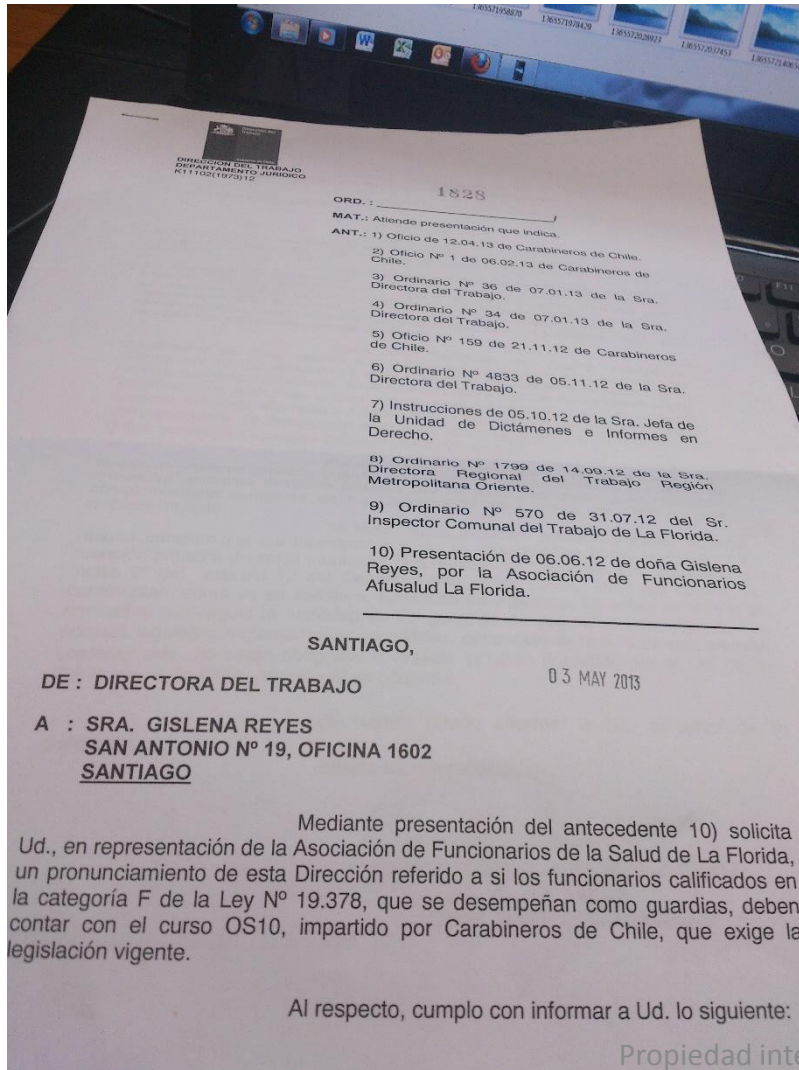 1365571958870
1365571978429
1365572028923
1365572037453
DIRECCION DEL TRABAJO
DEPARTAMENTO JURIDICO
K11102(1973)12
1828
ORD. :
MAT.: Atiende presentación que indica.
ANT.: 1) Oficio de 12.04.13 de Carabineros de Chile.
2) Oficio Nº 1 de 06.02.13 de Carabineros de
Chile.
3) Ordinario Nº 36 de 07.01.13 de la Sra.
Directora del Trabajo.
4) Ordinario Nº 34 de 07.01.13 de la Sra.
Directora del Trabajo.
5) Oficio Nº 159 de 21.11.12 de Carabineros
de Chile.
6) Ordinario Nº 4833 de 05.11.12 de la Sra.
Directora del Trabajo.
7) Instrucciones de 05.10.12 de la Sra. Jefa de
la Unidad de Dictámenes e Informes en
Derecho.
8) Ordinario Nº 1799 de 14.09.12 de la Sra.
Directora Regional del Trabajo Región
Metropolitana Oriente.
9) Ordinario Nº 570 de 31.07.12 del Sr.
Inspector Comunal del Trabajo de La Florida.
10) Presentación de 06.06.12 de doña Gislena
Reyes, por la Asociación de Funcionarios
Afusalud La Florida.
SANTIAGO,
03 MAY 2013
DE : DIRECTORA DEL TRABAJO
A : SRA. GISLENA REYES
SAN ANTONIO Nº 19, OFICINA 1602
SANTIAGO
Mediante presentación del antecedente 10) solicita
Ud., en representación de la Asociación de Funcionarios de la Salud de La Florida,
un pronunciamiento de esta Dirección referido a si los funcionarios calificados en
la categoría F de la Ley Nº 19.378, que se desempeñan como guardias, deben
contar con el curso OS10, impartido por Carabineros de Chile, que exige la
legislación vigente.
Al respecto, cumplo con informar a Ud. lo siguiente:
Propiedad inte